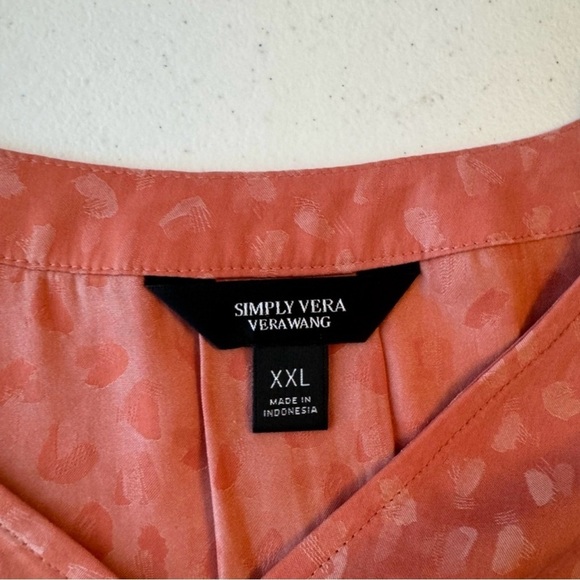 SIMPLY VERA
VERAWANG
XXL
MADE IN
INDONESIA